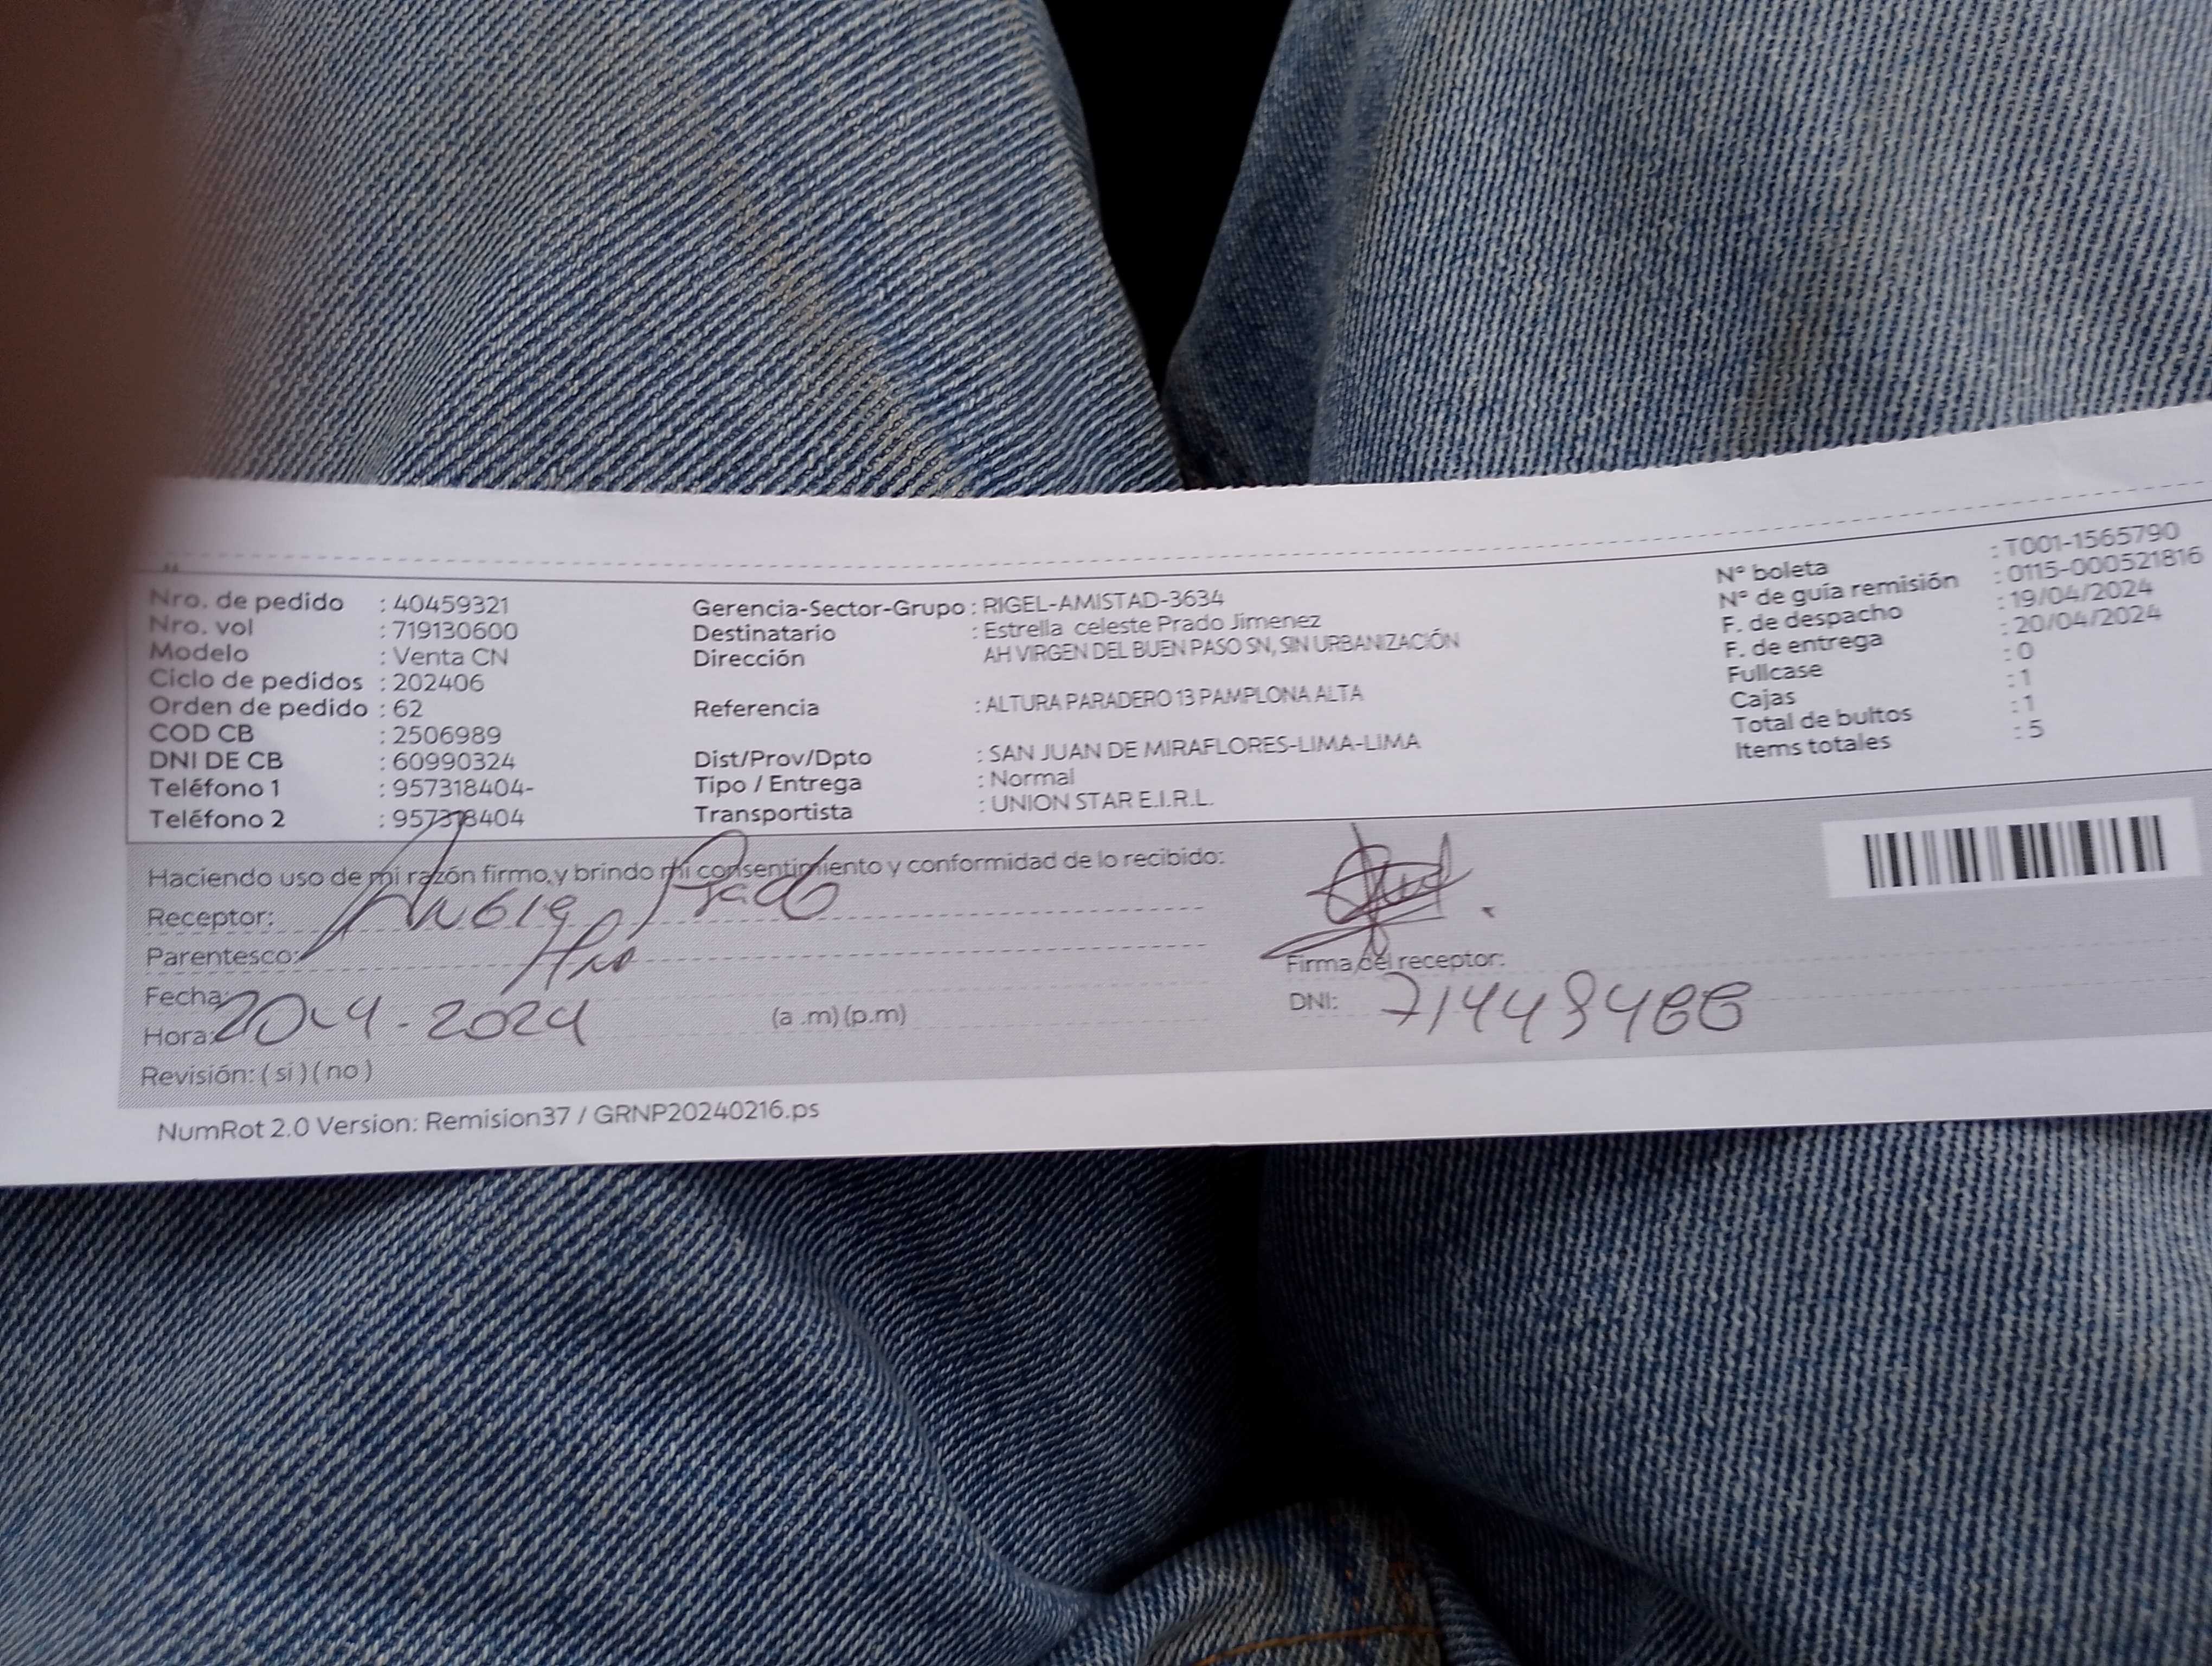 Nro. de pedido : 40459321
Nro. vol : 719130600
Modelo : Venta CN
Ciclo de pedidos : 202406
Orden de pedido : 62
COD CB : 2506989
DNI DE CB : 60990324
Teléfono 1 : 957318404-
Teléfono 2 : 957318404
Gerencia-Sector-Grupo : RIGEL-AMISTAD-3634
Destinatario : Estrella celeste Prado Jimenez
Dirección AH VIRGEN DEL BUEN PASO SN, SIN URBANIZACIÓN
Referencia : ALTURA PARADERO 13 PAMPLONA ALTA
Dist/Prov/Dpto : SAN JUAN DE MIRAFLORES-LIMA-LIMA
Tipo / Entrega : Normal
Transportista : UNION STAR E.I.R.L.
N° boleta : T001-1565790
N° de guía remisión : 0115-000521816
F. de despacho : 19/04/2024
F. de entrega : 20/04/2024
Fullcase : 0
Cajas : 1
Total de bultos : 1
Items totales : 5
Haciendo uso de mi razón firmo,y brindo mi consentimiento y conformidad de lo recibido:
Receptor: Prado
Parentesco:
Fecha: 20-4-2024
Hora: (a .m) (p.m)
Revisión: ( si ) ( no )
Firma del receptor:
DNI:
NumRot 2.0 Version: Remision37 / GRNP20240216.ps